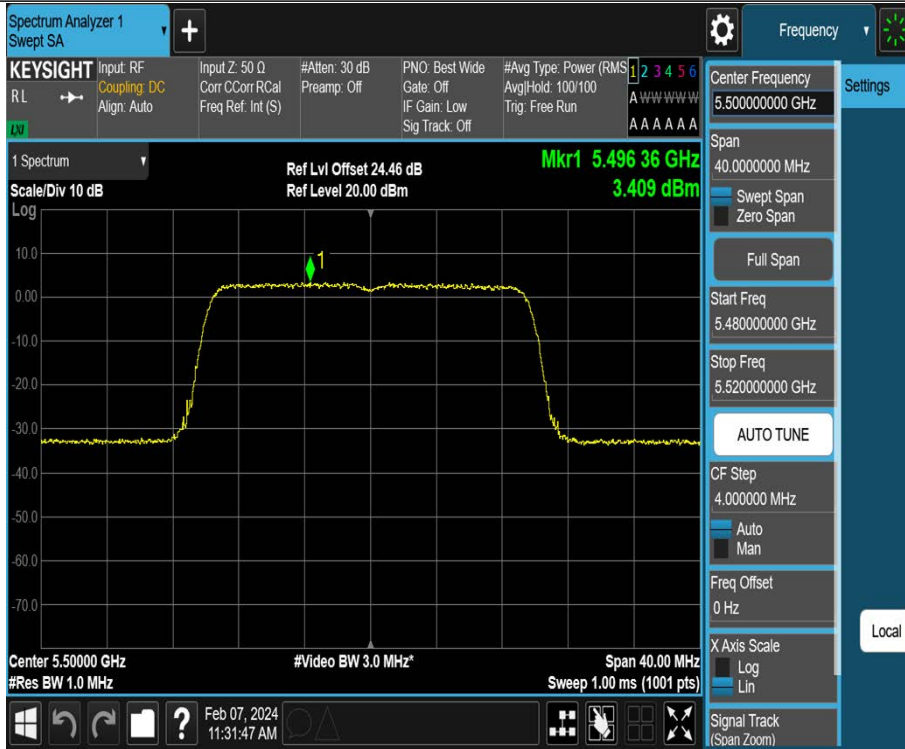 Spectrum Analyzer 1
Swept SA
+
Frequency
KEYSIGHT
R L
LXI
Input: RF
Coupling: DC
Align: Auto
Input Z: 50 Ω
Corr CCorr RCal
Freq Ref: Int (S)
#Atten: 30 dB
Preamp: Off
PNO: Best Wide
Gate: Off
IF Gain: Low
Sig Track: Off
#Avg Type: Power (RMS
Avg|Hold: 100/100
Trig: Free Run
1 2 3 4 5 6
A W W W W W
A A A A A A
Center Frequency
5.500000000 GHz
Settings
Span
40.0000000 MHz
Swept Span
Zero Span
Full Span
Start Freq
5.480000000 GHz
Stop Freq
5.520000000 GHz
AUTO TUNE
CF Step
4.000000 MHz
Auto
Man
Freq Offset
0 Hz
X Axis Scale
Log
Lin
Signal Track
(Span Zoom)
Local
1 Spectrum
Scale/Div 10 dB
Log
Ref Lvl Offset 24.46 dB
Ref Level 20.00 dBm
Mkr1 5.496 36 GHz
3.409 dBm
1
10.0
0.00
-10.0
-20.0
-30.0
-40.0
-50.0
-60.0
-70.0
Center 5.50000 GHz
#Res BW 1.0 MHz
#Video BW 3.0 MHz*
Span 40.00 MHz
Sweep 1.00 ms (1001 pts)
?
Feb 07, 2024
11:31:47 AM